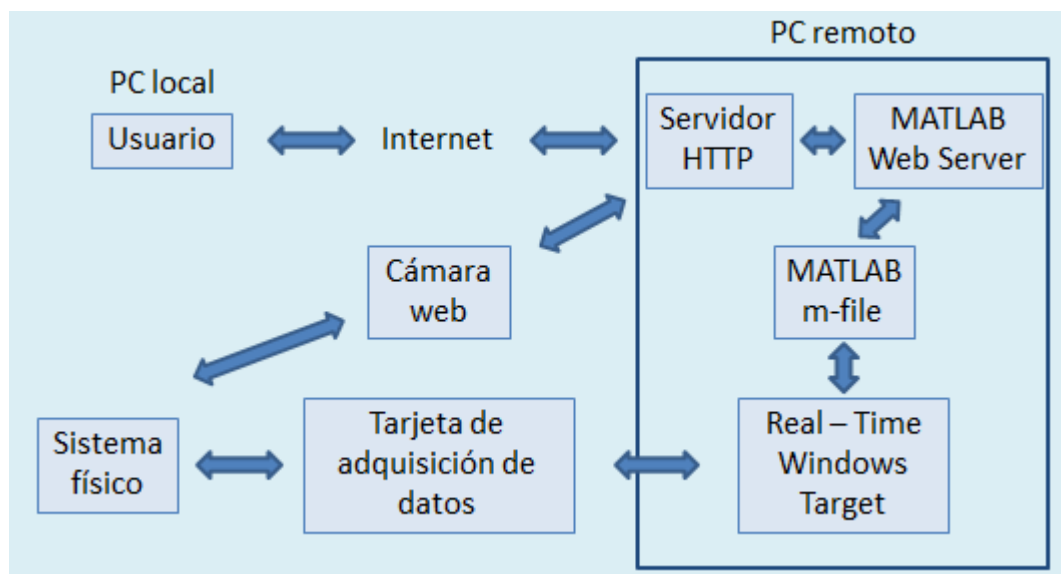 PC remoto
PC local
Usuario
Internet
Servidor
HTTP
MATLAB
Web Server
Cámara
web
MATLAB
m-file
Sistema
físico
Tarjeta de
adquisición de
datos
Real – Time
Windows
Target